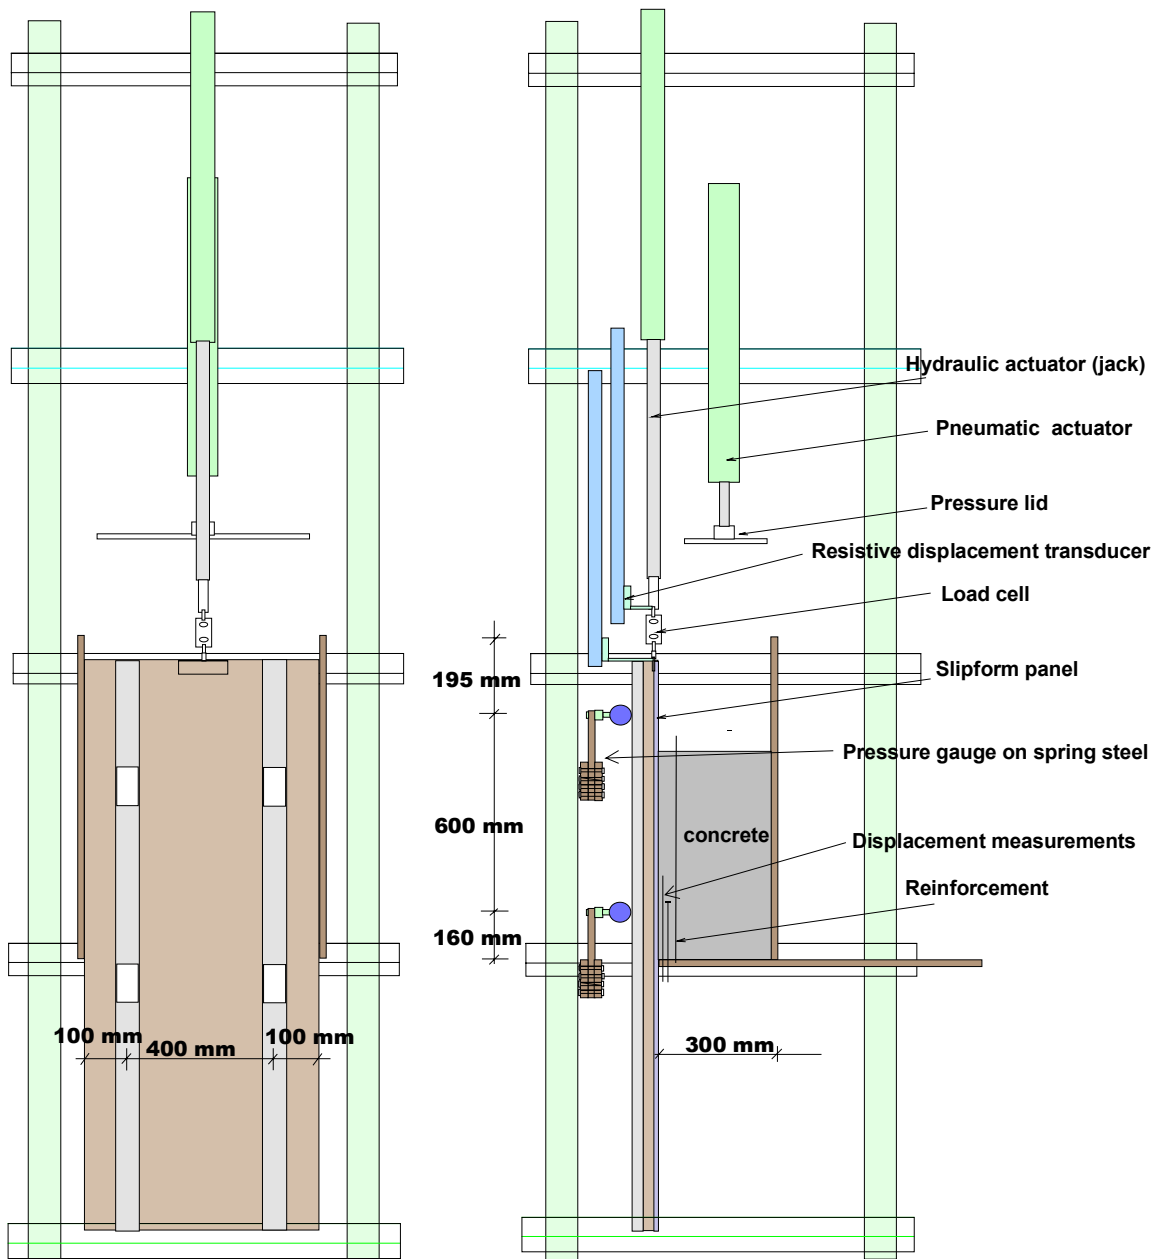 Hydraulic actuator (jack)
Pneumatic actuator
Pressure lid
Resistive displacement transducer
Load cell
Slipform panel
195 mm
Pressure gauge on spring steel
600 mm
concrete
Displacement measurements
Reinforcement
160 mm
100 mm
400 mm
100 mm
300 mm